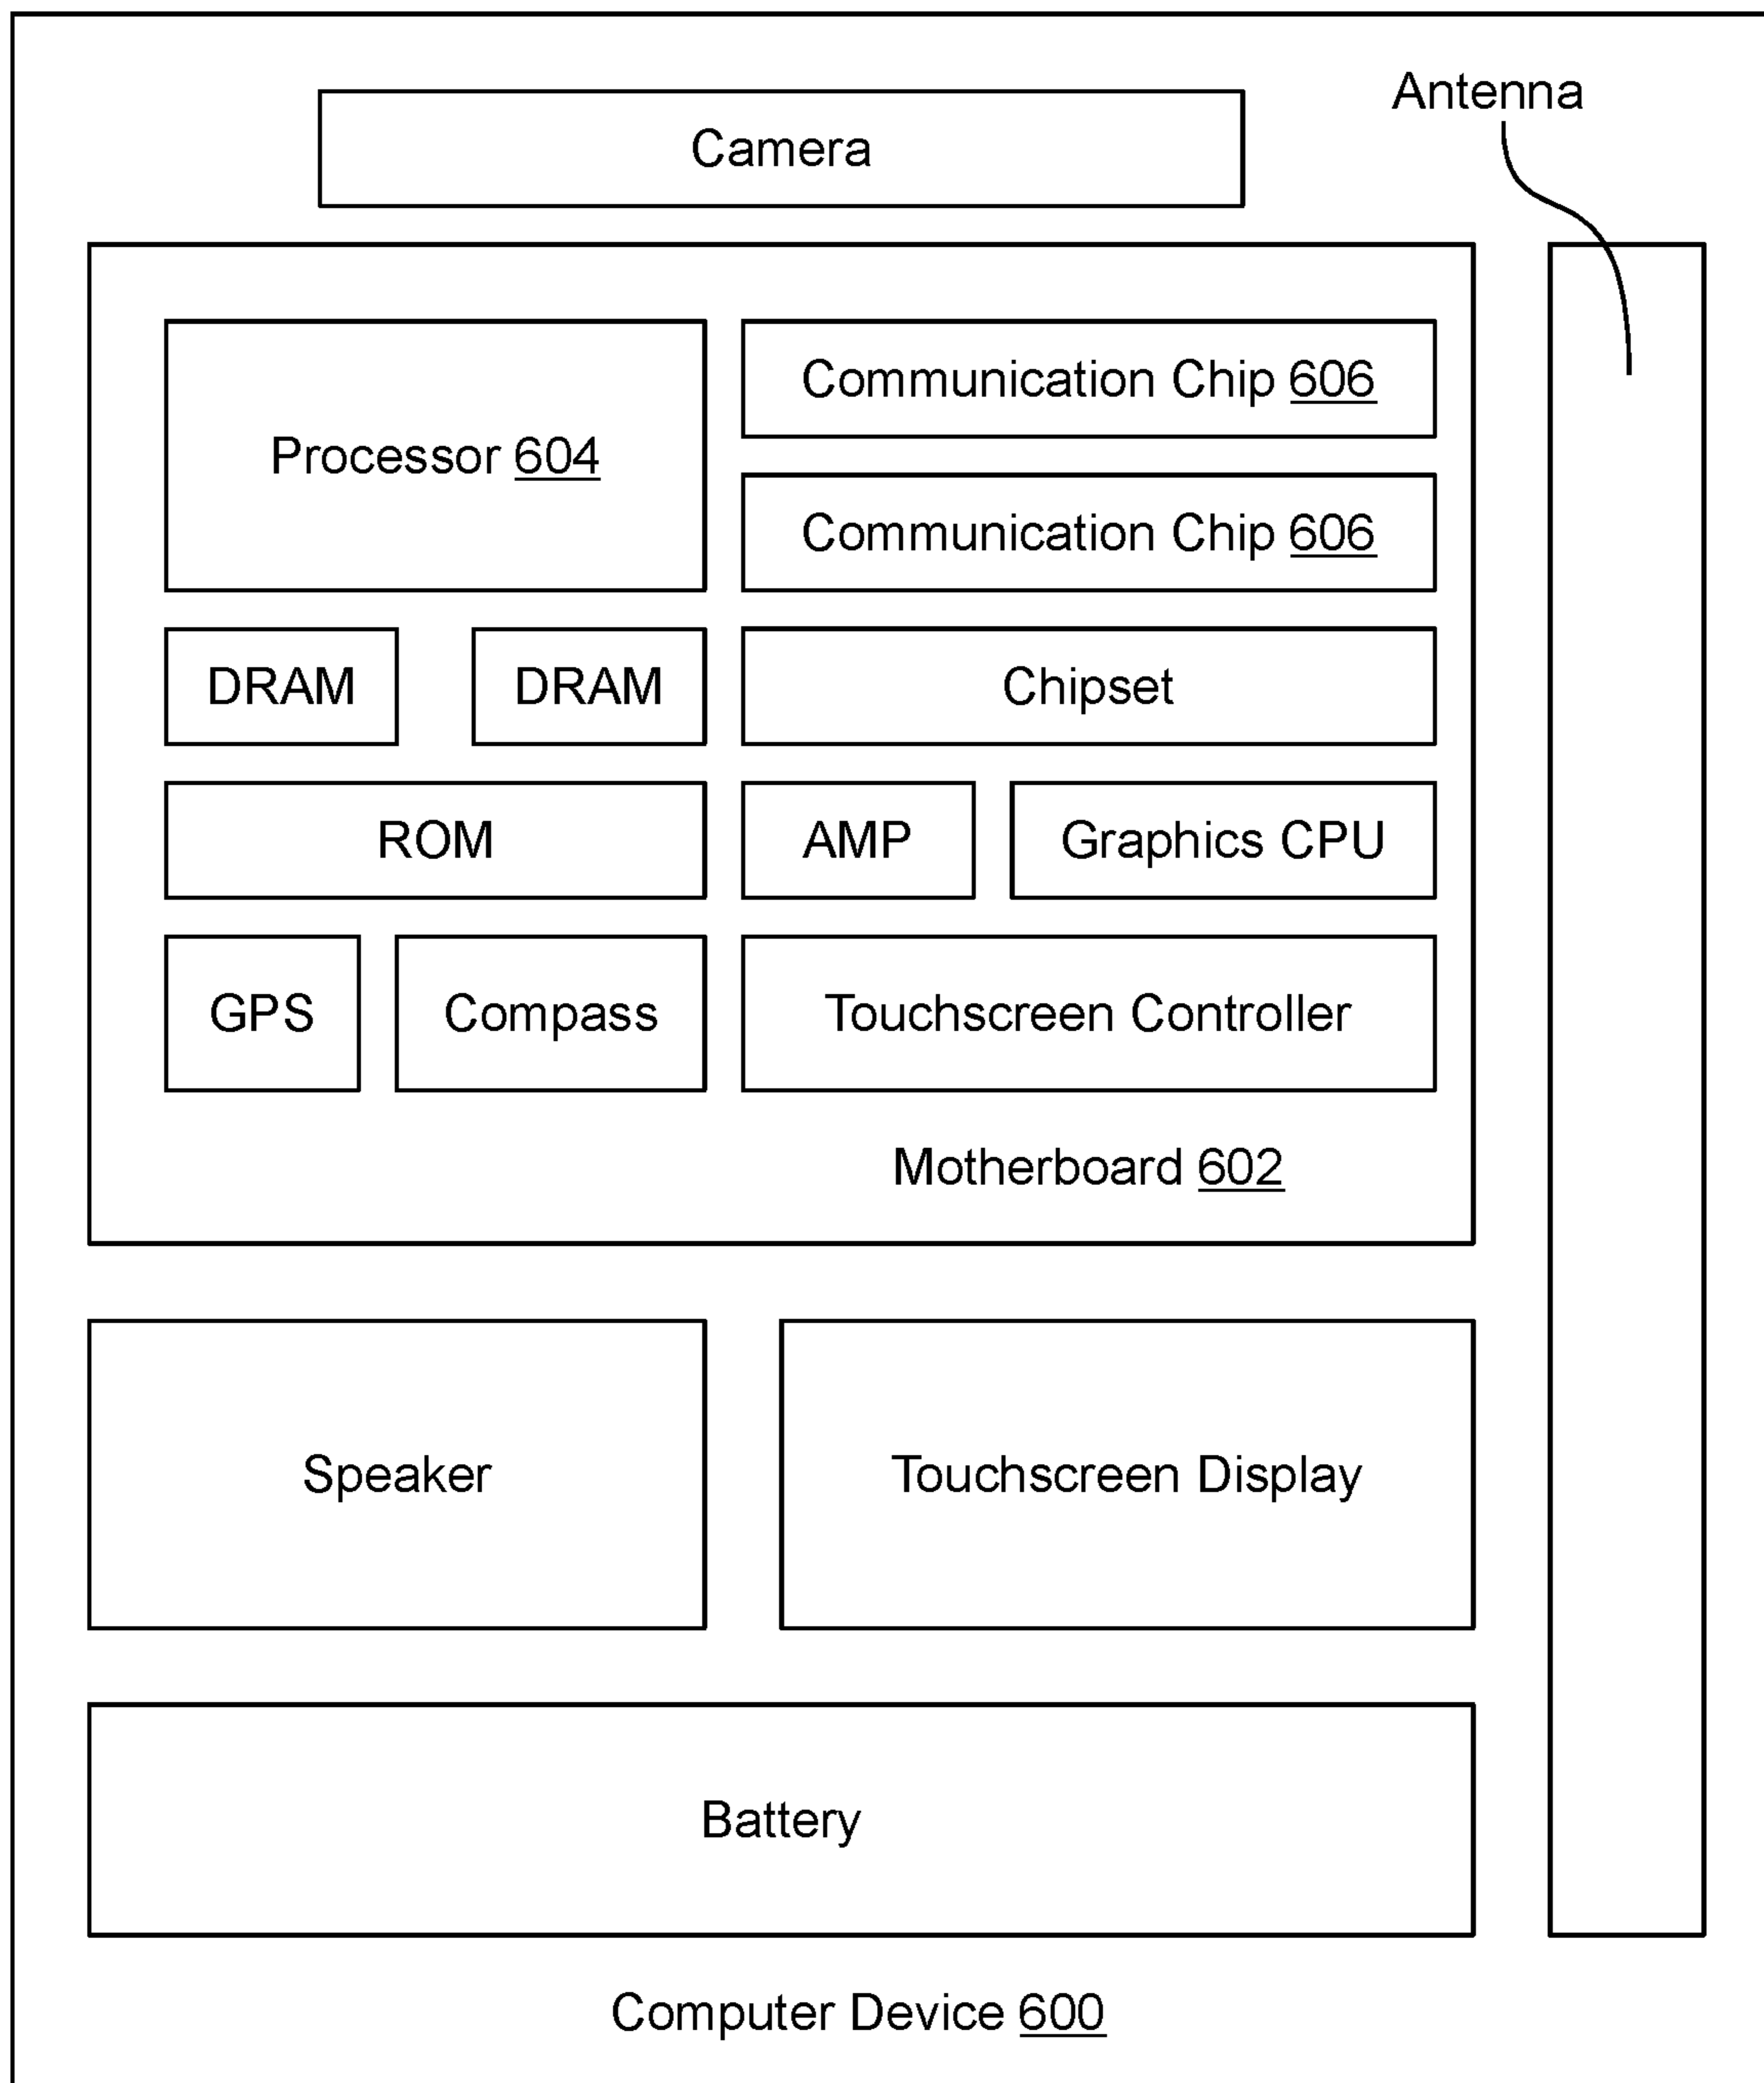 Antenna
Camera
Processor 604
Communication Chip 606
Communication Chip 606
DRAM
DRAM
Chipset
ROM
AMP
Graphics CPU
GPS
Compass
Touchscreen Controller
Motherboard 602
Speaker
Touchscreen Display
Battery
Computer Device 600